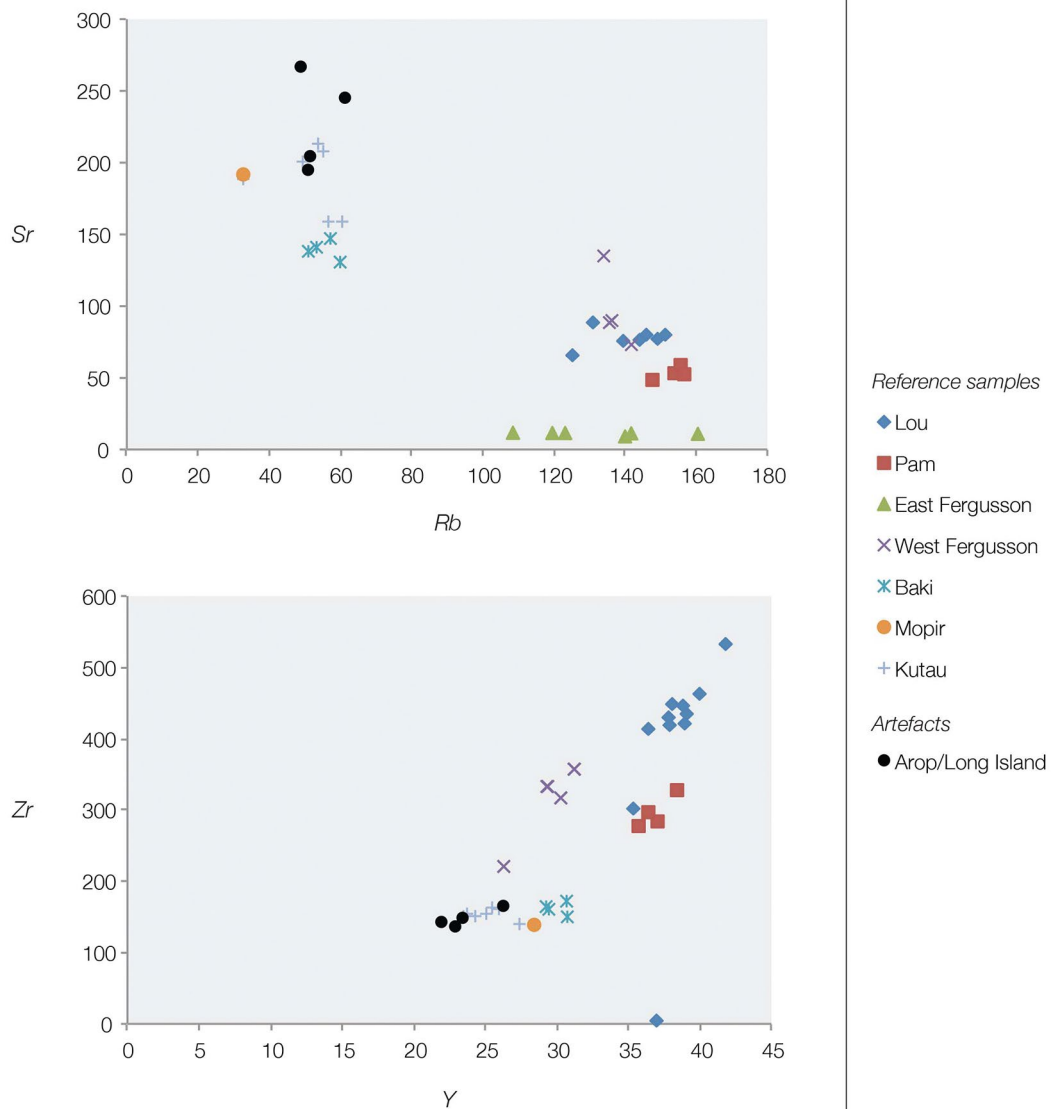 300
250
200
150
100
50
0
Sr
0 20 40 60 80 100 120 140 160 180
Rb
600
500
400
300
200
100
0
Zr
0 5 10 15 20 25 30 35 40 45
Y
Reference samples
Lou
Pam
East Fergusson
West Fergusson
Baki
Mopir
Kutau
Artefacts
Arop/Long Island